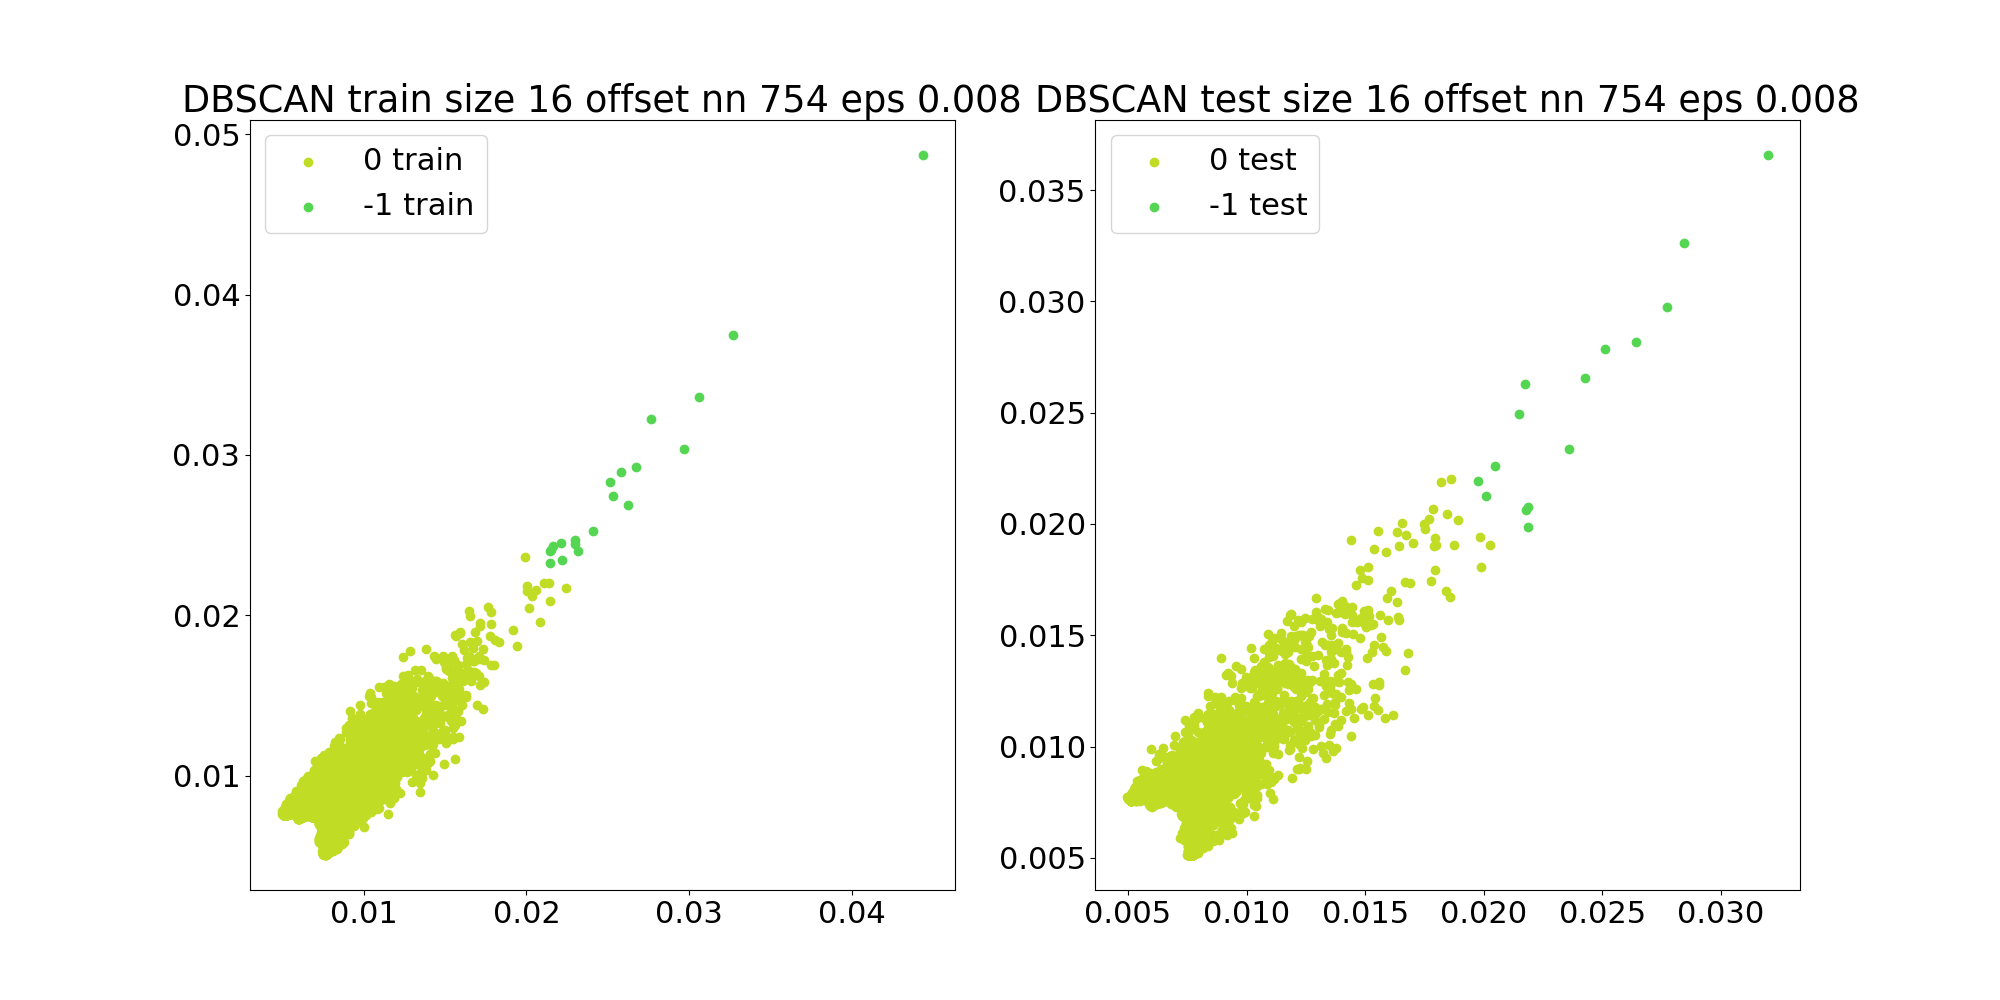 DBSCAN train size 16 offset nn 754 eps 0.008
0 train
-1 train
0.05
0.04
0.03
0.02
0.01
0.01 0.02 0.03 0.04
DBSCAN test size 16 offset nn 754 eps 0.008
0 test
-1 test
0.035
0.030
0.025
0.020
0.015
0.010
0.005
0.005 0.010 0.015 0.020 0.025 0.030